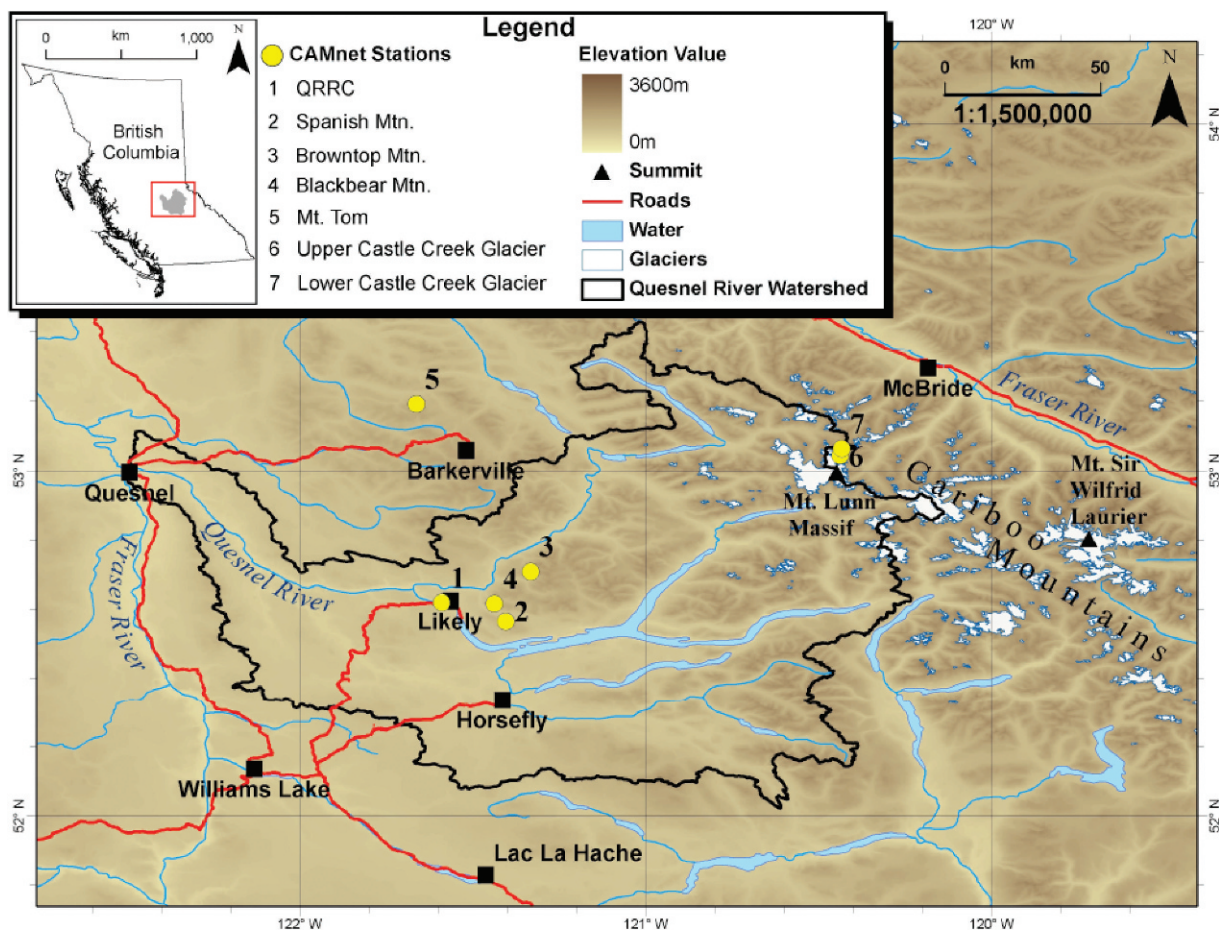 Legend
0 km 1,000
N
British
Columbia
CAMnet Stations
1 QRRC
2 Spanish Mtn.
3 Browntop Mtn.
4 Blackbear Mtn.
5 Mt. Tom
6 Upper Castle Creek Glacier
7 Lower Castle Creek Glacier
Elevation Value
3600m
0m
Summit
Roads
Water
Glaciers
Quesnel River Watershed
120° W
0 km 50
1:1,500,000
N
54° N
McBride
Fraser River
5
7
6
Barkerville
53° N
Quesnel
53° N
Mt. Lunn
Massif
Cariboo
Mountains
Mt. Sir
Wilfrid
Laurier
Quesnel River
Fraser River
3
1
4
2
Likely
Horsefly
Williams Lake
52° N
52° N
Lac La Hache
122° W
121° W
120° W